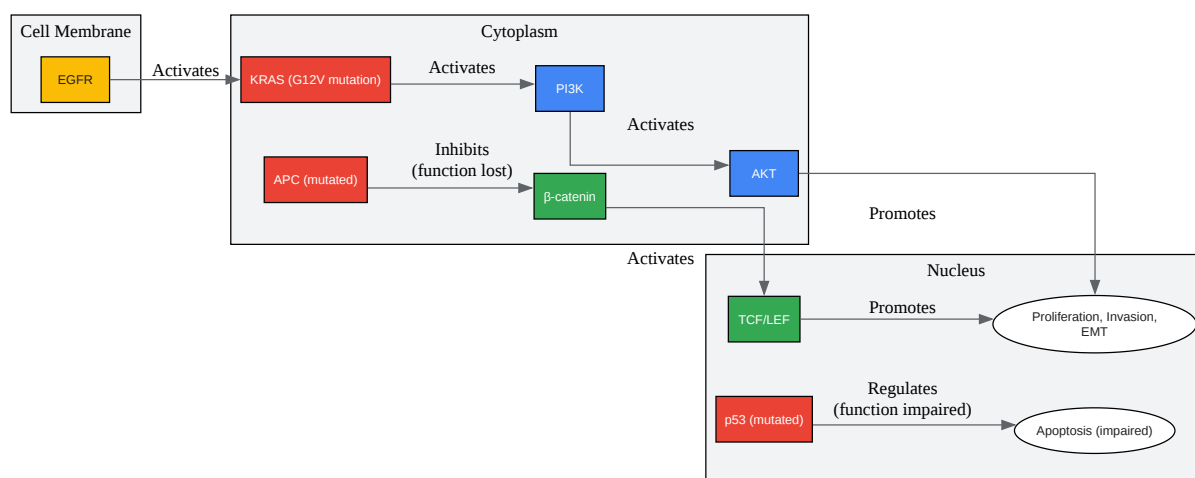 Cell Membrane
EGFR
Activates
Cytoplasm
KRAS (G12V mutation)
Activates
PI3K
Activates
AKT
APC (mutated)
Inhibits
(function lost)
β-catenin
Promotes
Activates
Nucleus
TCF/LEF
Promotes
Proliferation, Invasion,
EMT
p53 (mutated)
Regulates
(function impaired)
Apoptosis (impaired)